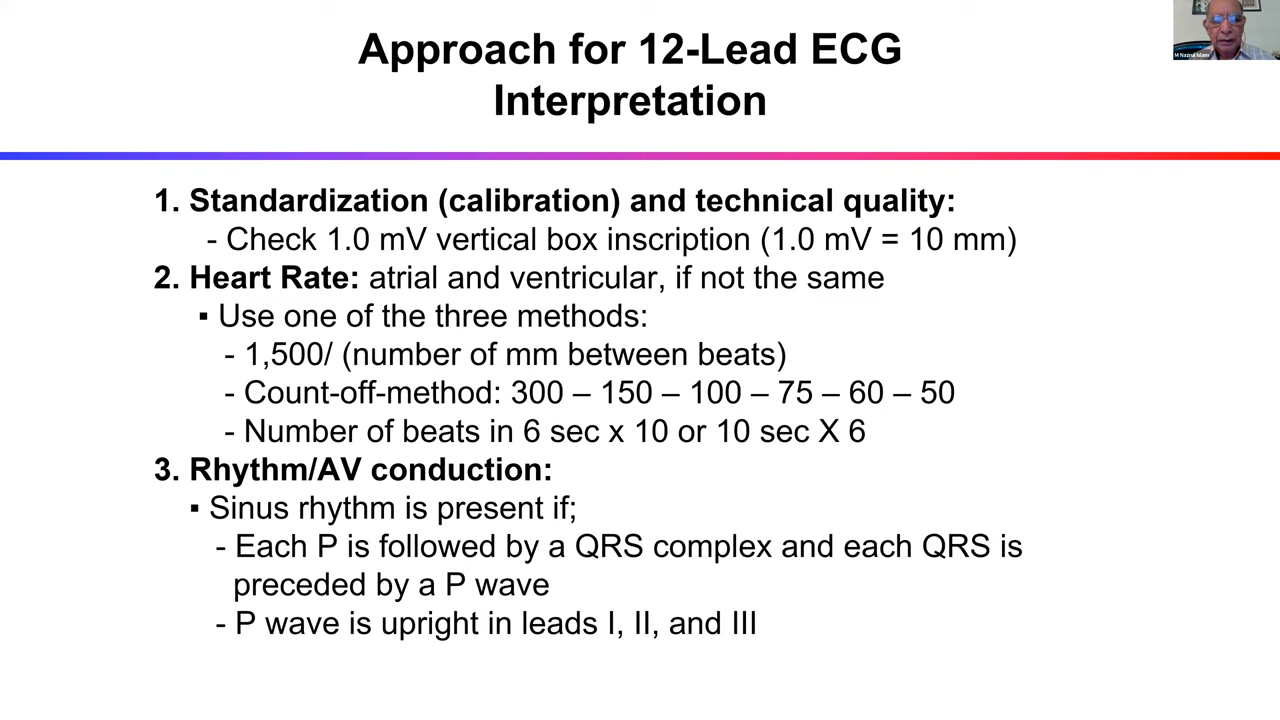 Approach for 12-Lead ECG
Interpretation
M Nazrul Islam
1. Standardization (calibration) and technical quality:
- Check 1.0 mV vertical box inscription (1.0 mV = 10 mm)
2. Heart Rate: atrial and ventricular, if not the same
▪ Use one of the three methods:
- 1,500/ (number of mm between beats)
- Count-off-method: 300 – 150 – 100 – 75 – 60 – 50
- Number of beats in 6 sec x 10 or 10 sec X 6
3. Rhythm/AV conduction:
▪ Sinus rhythm is present if;
- Each P is followed by a QRS complex and each QRS is
preceded by a P wave
- P wave is upright in leads I, II, and III